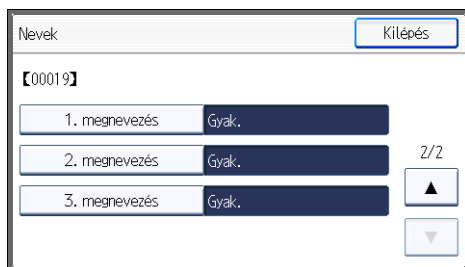 Nevek Kilépés
【00019】
1. megnevezés Gyak.
2. megnevezés Gyak.
2/2
3. megnevezés Gyak.